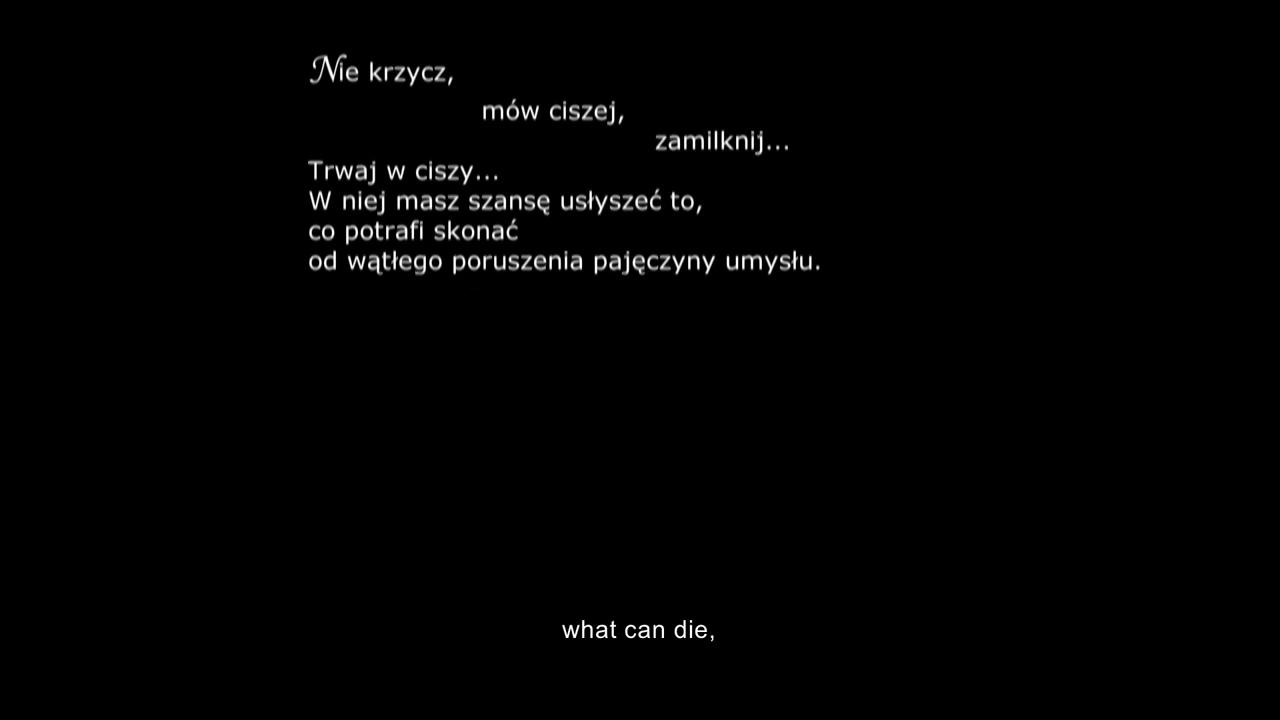 Nie krzycz,
mów ciszej,
zamilknij...
Trwaj w ciszy...
W niej masz szansę usłyszeć to,
co potrafi skonać
od wątłego poruszenia pajęczyny umysłu.
what can die,